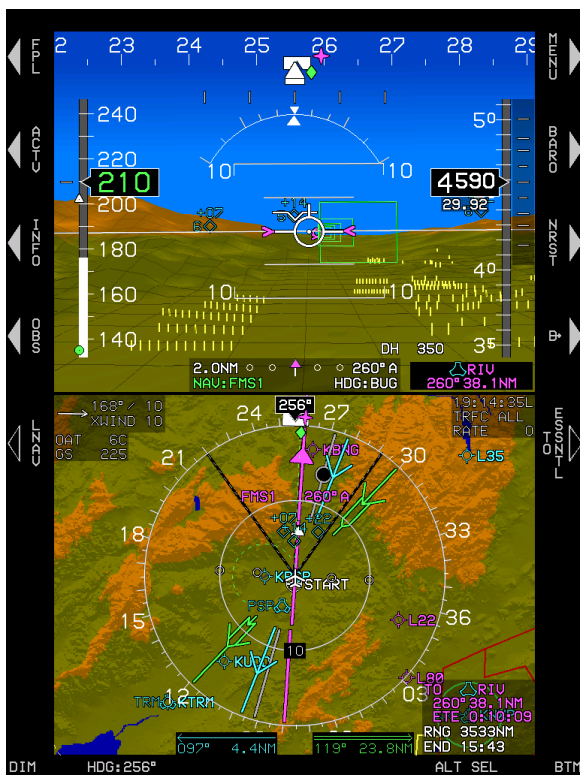 22 23 24 25 26 27 28 29
FPL
MENU
240
220
210
200
180
160
140
50
4590
29.92
40
35
10 10
10 10
+07
+14
ACTV
BARO
INFO
NRST
OBS
DH 350
2.0NM 260°A
NAV:FMS1 HDG:BUG
RIV
260°38.1NM
168°/ 10
XWIND 10
OAT 6C
GS 225
256°
19:14:35L
TRFC ALL
RATE 0
LNAV
ESSNTL
TO
24 27
21 30
KBNG
L35
FMS1 260°A
+07 +22
18 33
START
PSP
15 36
L22
10
KUDD
L80
TRM KTRM
12 03
TO RIV
260°38.1NM
ETE 0:10:09
RNG 3533NM
END 15:43
097° 4.4NM
119° 23.8NM
DIM HDG:256° ALT SEL BTM